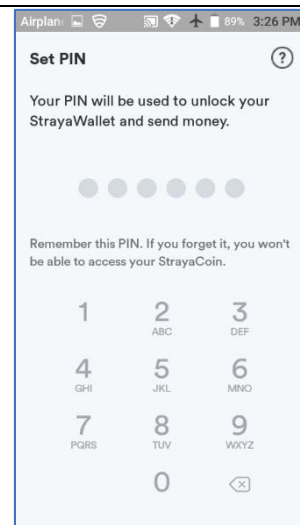 Airplan 89% 3:26 PM
Set PIN ?
Your PIN will be used to unlock your
StrayaWallet and send money.
Remember this PIN. If you forget it, you won't
be able to access your StrayaCoin.
1 2 3
ABC DEF
4 5 6
GHI JKL MNO
7 8 9
PQRS TUV WXYZ
0